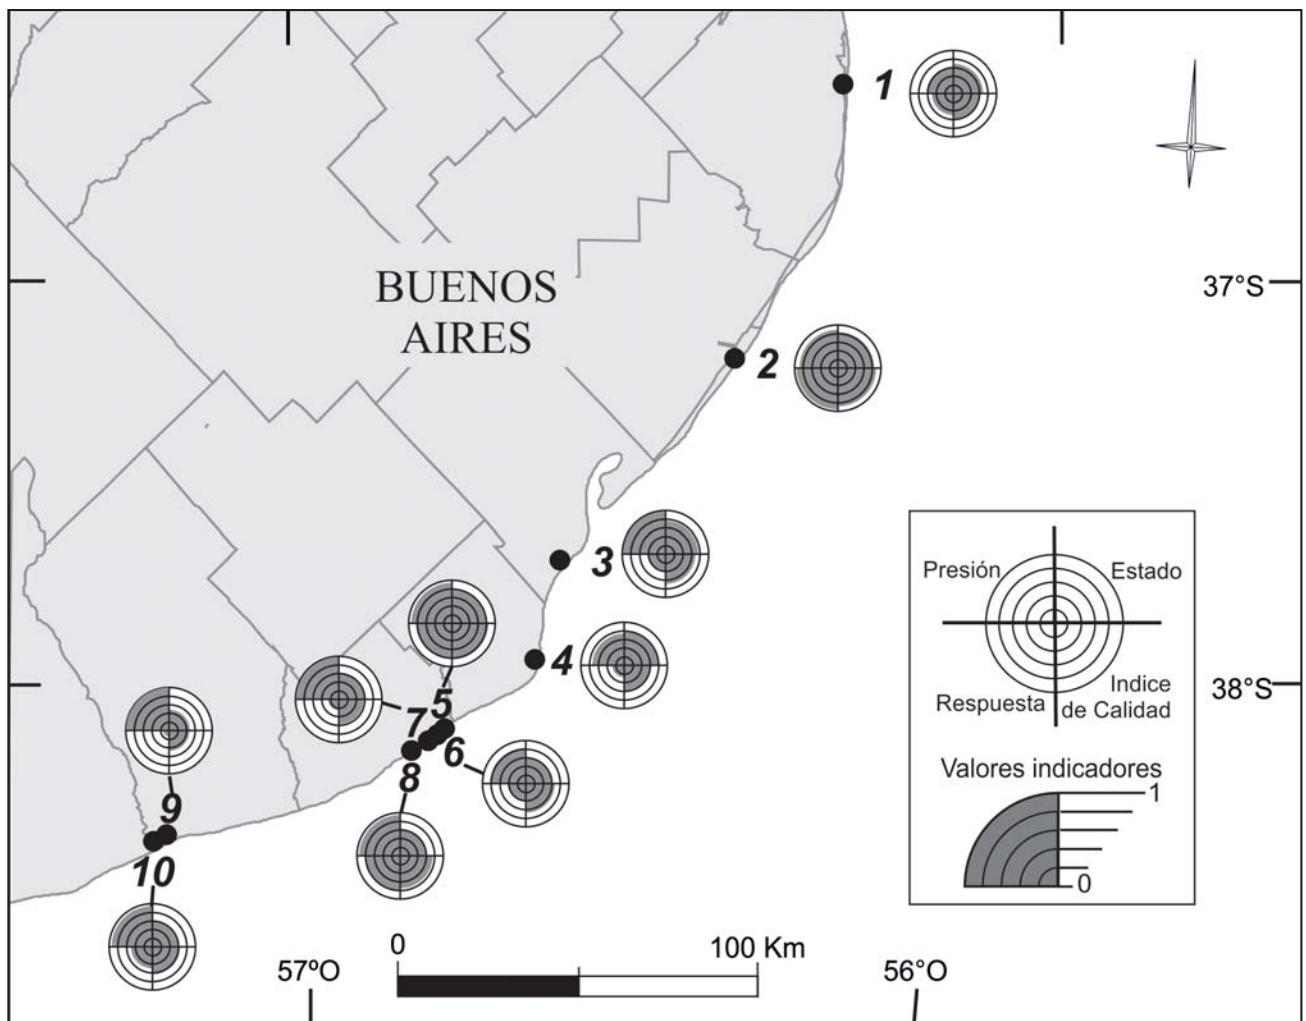 1
BUENOS
AIRES
37°S
2
3
Presión
Estado
4
5
Respuesta
Indice
de Calidad
38°S
7
6
8
Valores indicadores
1
0
9
10
0
100 Km
57ºO
56°O